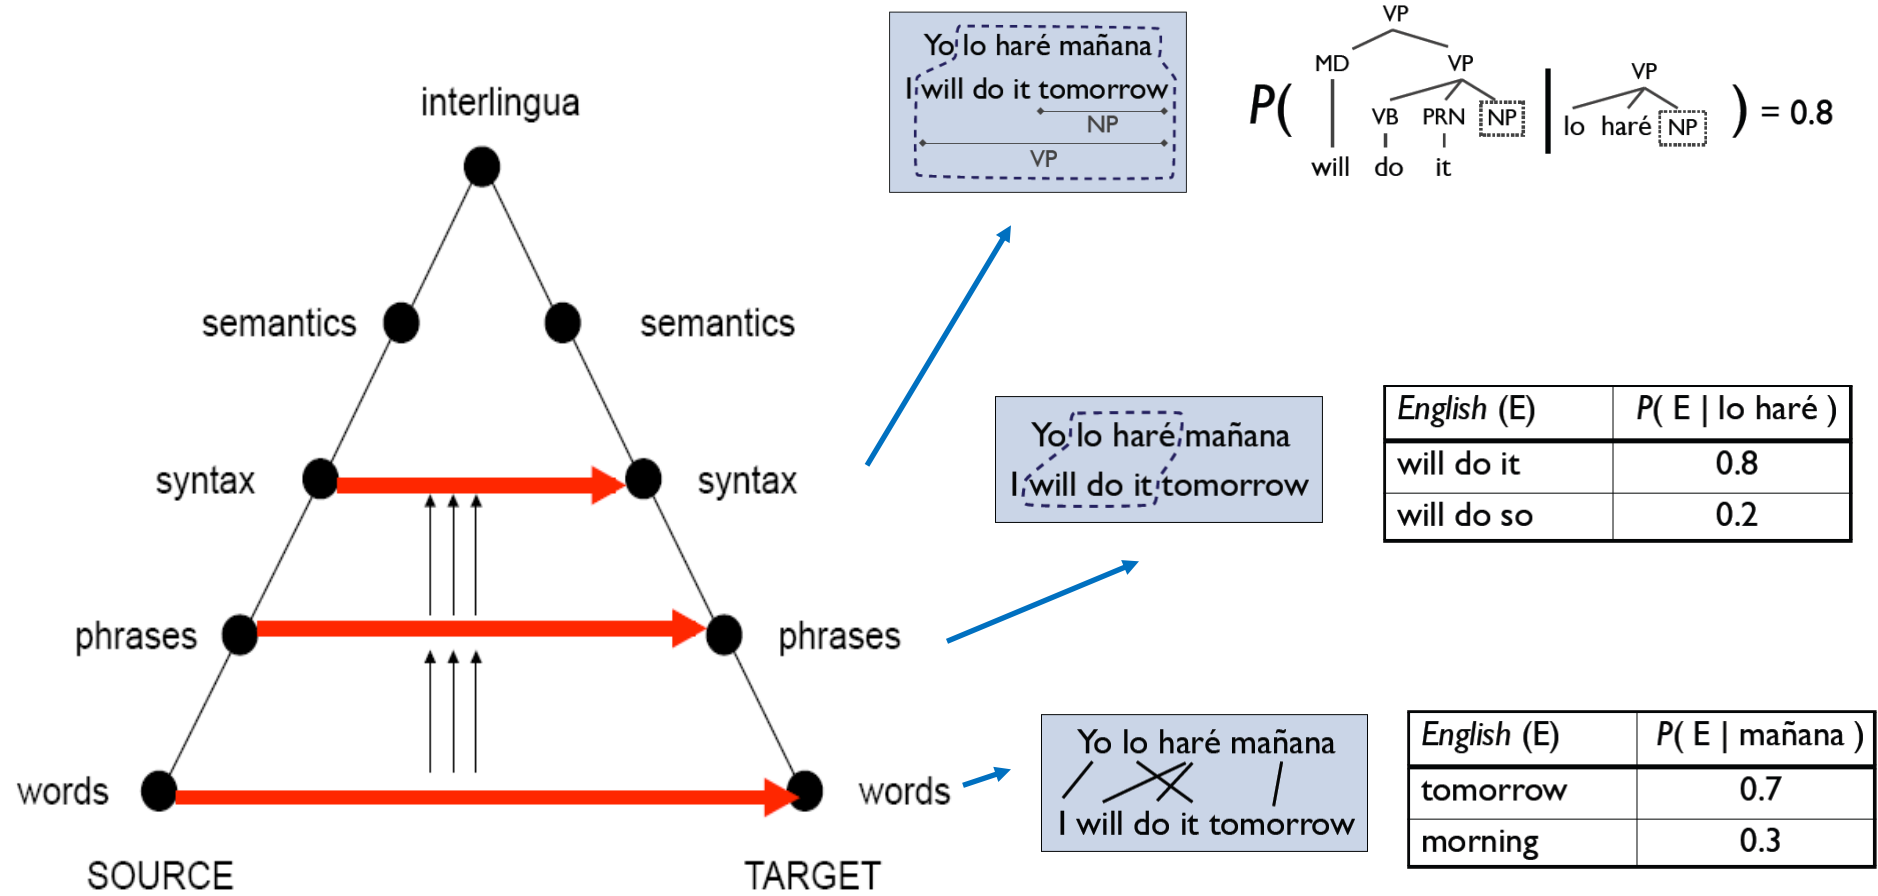 interlingua
semantics
semantics
syntax
syntax
phrases
phrases
words
words
SOURCE
TARGET
Yo lo haré mañana
I will do it tomorrow
NP
VP
P(
VP
MD
VP
VB PRN NP
will do it
|
VP
lo haré NP
) = 0.8
Yo lo haré mañana
I will do it tomorrow
English (E) P( E | lo haré )
will do it 0.8
will do so 0.2
Yo lo haré mañana
I will do it tomorrow
English (E) P( E | mañana )
tomorrow 0.7
morning 0.3